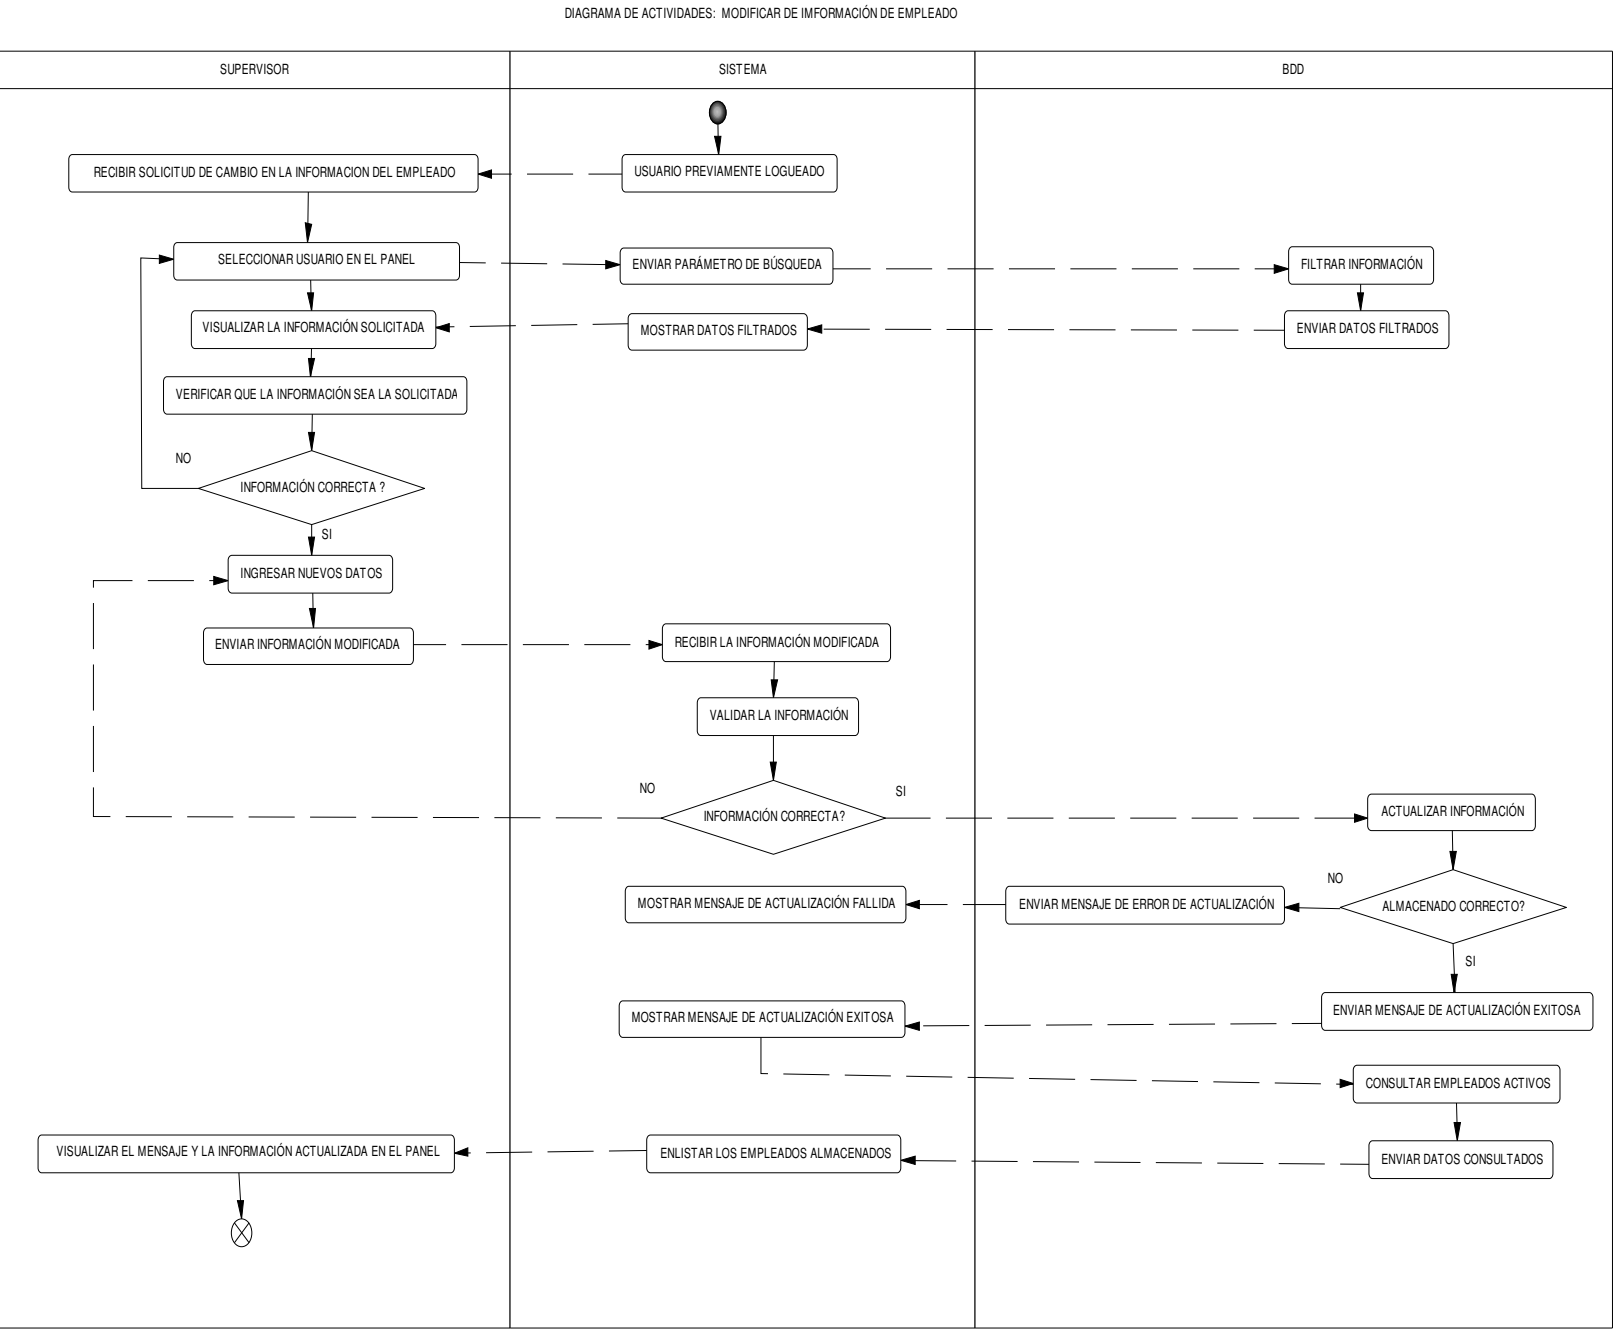 DIAGRAMA DE ACTIVIDADES: MODIFICAR DE IMFORMACIÓN DE EMPLEADO
SUPERVISOR
SISTEMA
BDD
USUARIO PREVIAMENTE LOGUEADO
RECIBIR SOLICITUD DE CAMBIO EN LA INFORMACION DEL EMPLEADO
SELECCIONAR USUARIO EN EL PANEL
ENVIAR PARÁMETRO DE BÚSQUEDA
FILTRAR INFORMACIÓN
VISUALIZAR LA INFORMACIÓN SOLICITADA
MOSTRAR DATOS FILTRADOS
ENVIAR DATOS FILTRADOS
VERIFICAR QUE LA INFORMACIÓN SEA LA SOLICITADA
NO
INFORMACIÓN CORRECTA ?
SI
INGRESAR NUEVOS DATOS
ENVIAR INFORMACIÓN MODIFICADA
RECIBIR LA INFORMACIÓN MODIFICADA
VALIDAR LA INFORMACIÓN
NO
SI
INFORMACIÓN CORRECTA?
ACTUALIZAR INFORMACIÓN
NO
MOSTRAR MENSAJE DE ACTUALIZACIÓN FALLIDA
ENVIAR MENSAJE DE ERROR DE ACTUALIZACIÓN
ALMACENADO CORRECTO?
SI
MOSTRAR MENSAJE DE ACTUALIZACIÓN EXITOSA
ENVIAR MENSAJE DE ACTUALIZACIÓN EXITOSA
CONSULTAR EMPLEADOS ACTIVOS
VISUALIZAR EL MENSAJE Y LA INFORMACIÓN ACTUALIZADA EN EL PANEL
ENLISTAR LOS EMPLEADOS ALMACENADOS
ENVIAR DATOS CONSULTADOS